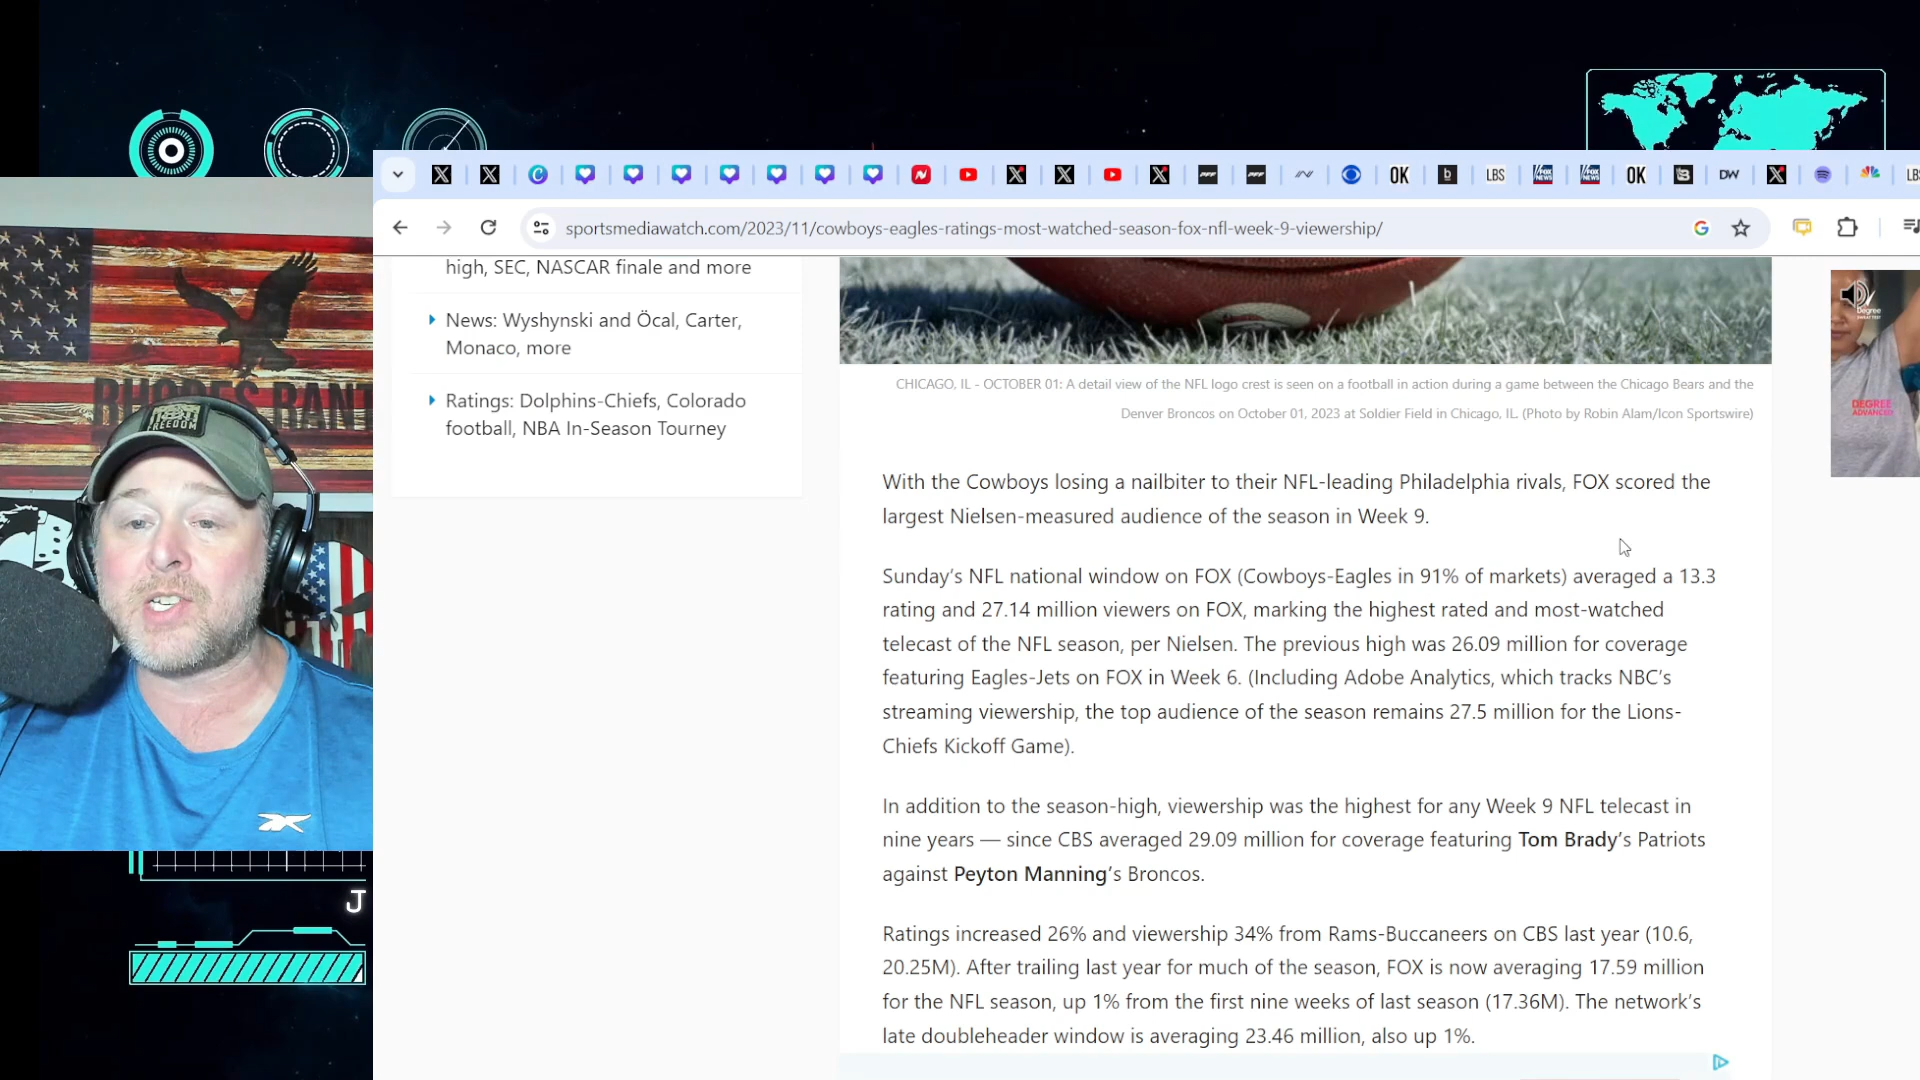 OK
b
LBS
FOX NEWS
FOX NEWS
OK
DW
sportsmediawatch.com/2023/11/cowboys-eagles-ratings-most-watched-season-fox-nfl-week-9-viewership/
high, SEC, NASCAR finale and more
News: Wyshynski and Öcal, Carter,
Monaco, more
Ratings: Dolphins-Chiefs, Colorado
football, NBA In-Season Tourney
RHODES RANT
FREEDOM
J
CHICAGO, IL - OCTOBER 01: A detail view of the NFL logo crest is seen on a football in action during a game between the Chicago Bears and the
Denver Broncos on October 01, 2023 at Soldier Field in Chicago, IL. (Photo by Robin Alam/Icon Sportswire)
With the Cowboys losing a nailbiter to their NFL-leading Philadelphia rivals, FOX scored the
largest Nielsen-measured audience of the season in Week 9.
Sunday’s NFL national window on FOX (Cowboys-Eagles in 91% of markets) averaged a 13.3
rating and 27.14 million viewers on FOX, marking the highest rated and most-watched
telecast of the NFL season, per Nielsen. The previous high was 26.09 million for coverage
featuring Eagles-Jets on FOX in Week 6. (Including Adobe Analytics, which tracks NBC’s
streaming viewership, the top audience of the season remains 27.5 million for the Lions-
Chiefs Kickoff Game).
In addition to the season-high, viewership was the highest for any Week 9 NFL telecast in
nine years — since CBS averaged 29.09 million for coverage featuring Tom Brady’s Patriots
against Peyton Manning’s Broncos.
Ratings increased 26% and viewership 34% from Rams-Buccaneers on CBS last year (10.6,
20.25M). After trailing last year for much of the season, FOX is now averaging 17.59 million
for the NFL season, up 1% from the first nine weeks of last season (17.36M). The network’s
late doubleheader window is averaging 23.46 million, also up 1%.
Degree
DEGREE
ADVANCED